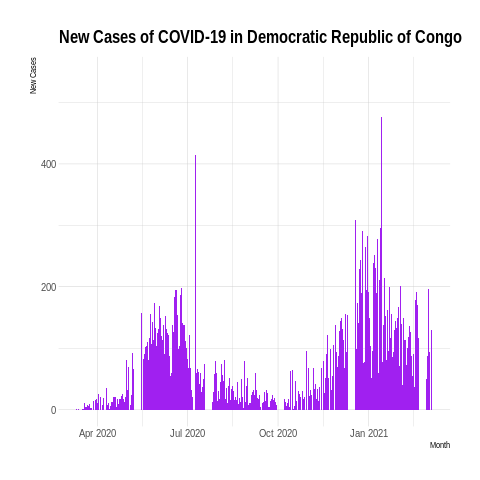 New Cases of COVID-19 in Democratic Republic of Congo
New Cases
400
200
0
Apr 2020
Jul 2020
Oct 2020
Jan 2021
Month